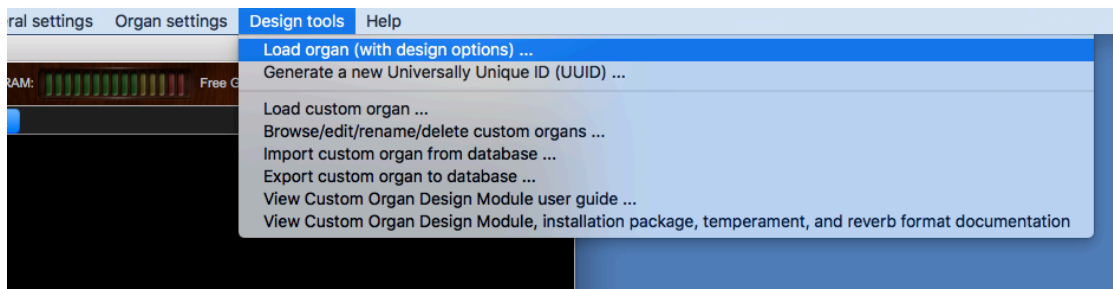 ral settings Organ settings Design tools Help
Load organ (with design options) ...
Generate a new Universally Unique ID (UUID) ...
RAM: Free G
Load custom organ ...
Browse/edit/rename/delete custom organs ...
Import custom organ from database ...
Export custom organ to database ...
View Custom Organ Design Module user guide ...
View Custom Organ Design Module, installation package, temperament, and reverb format documentation